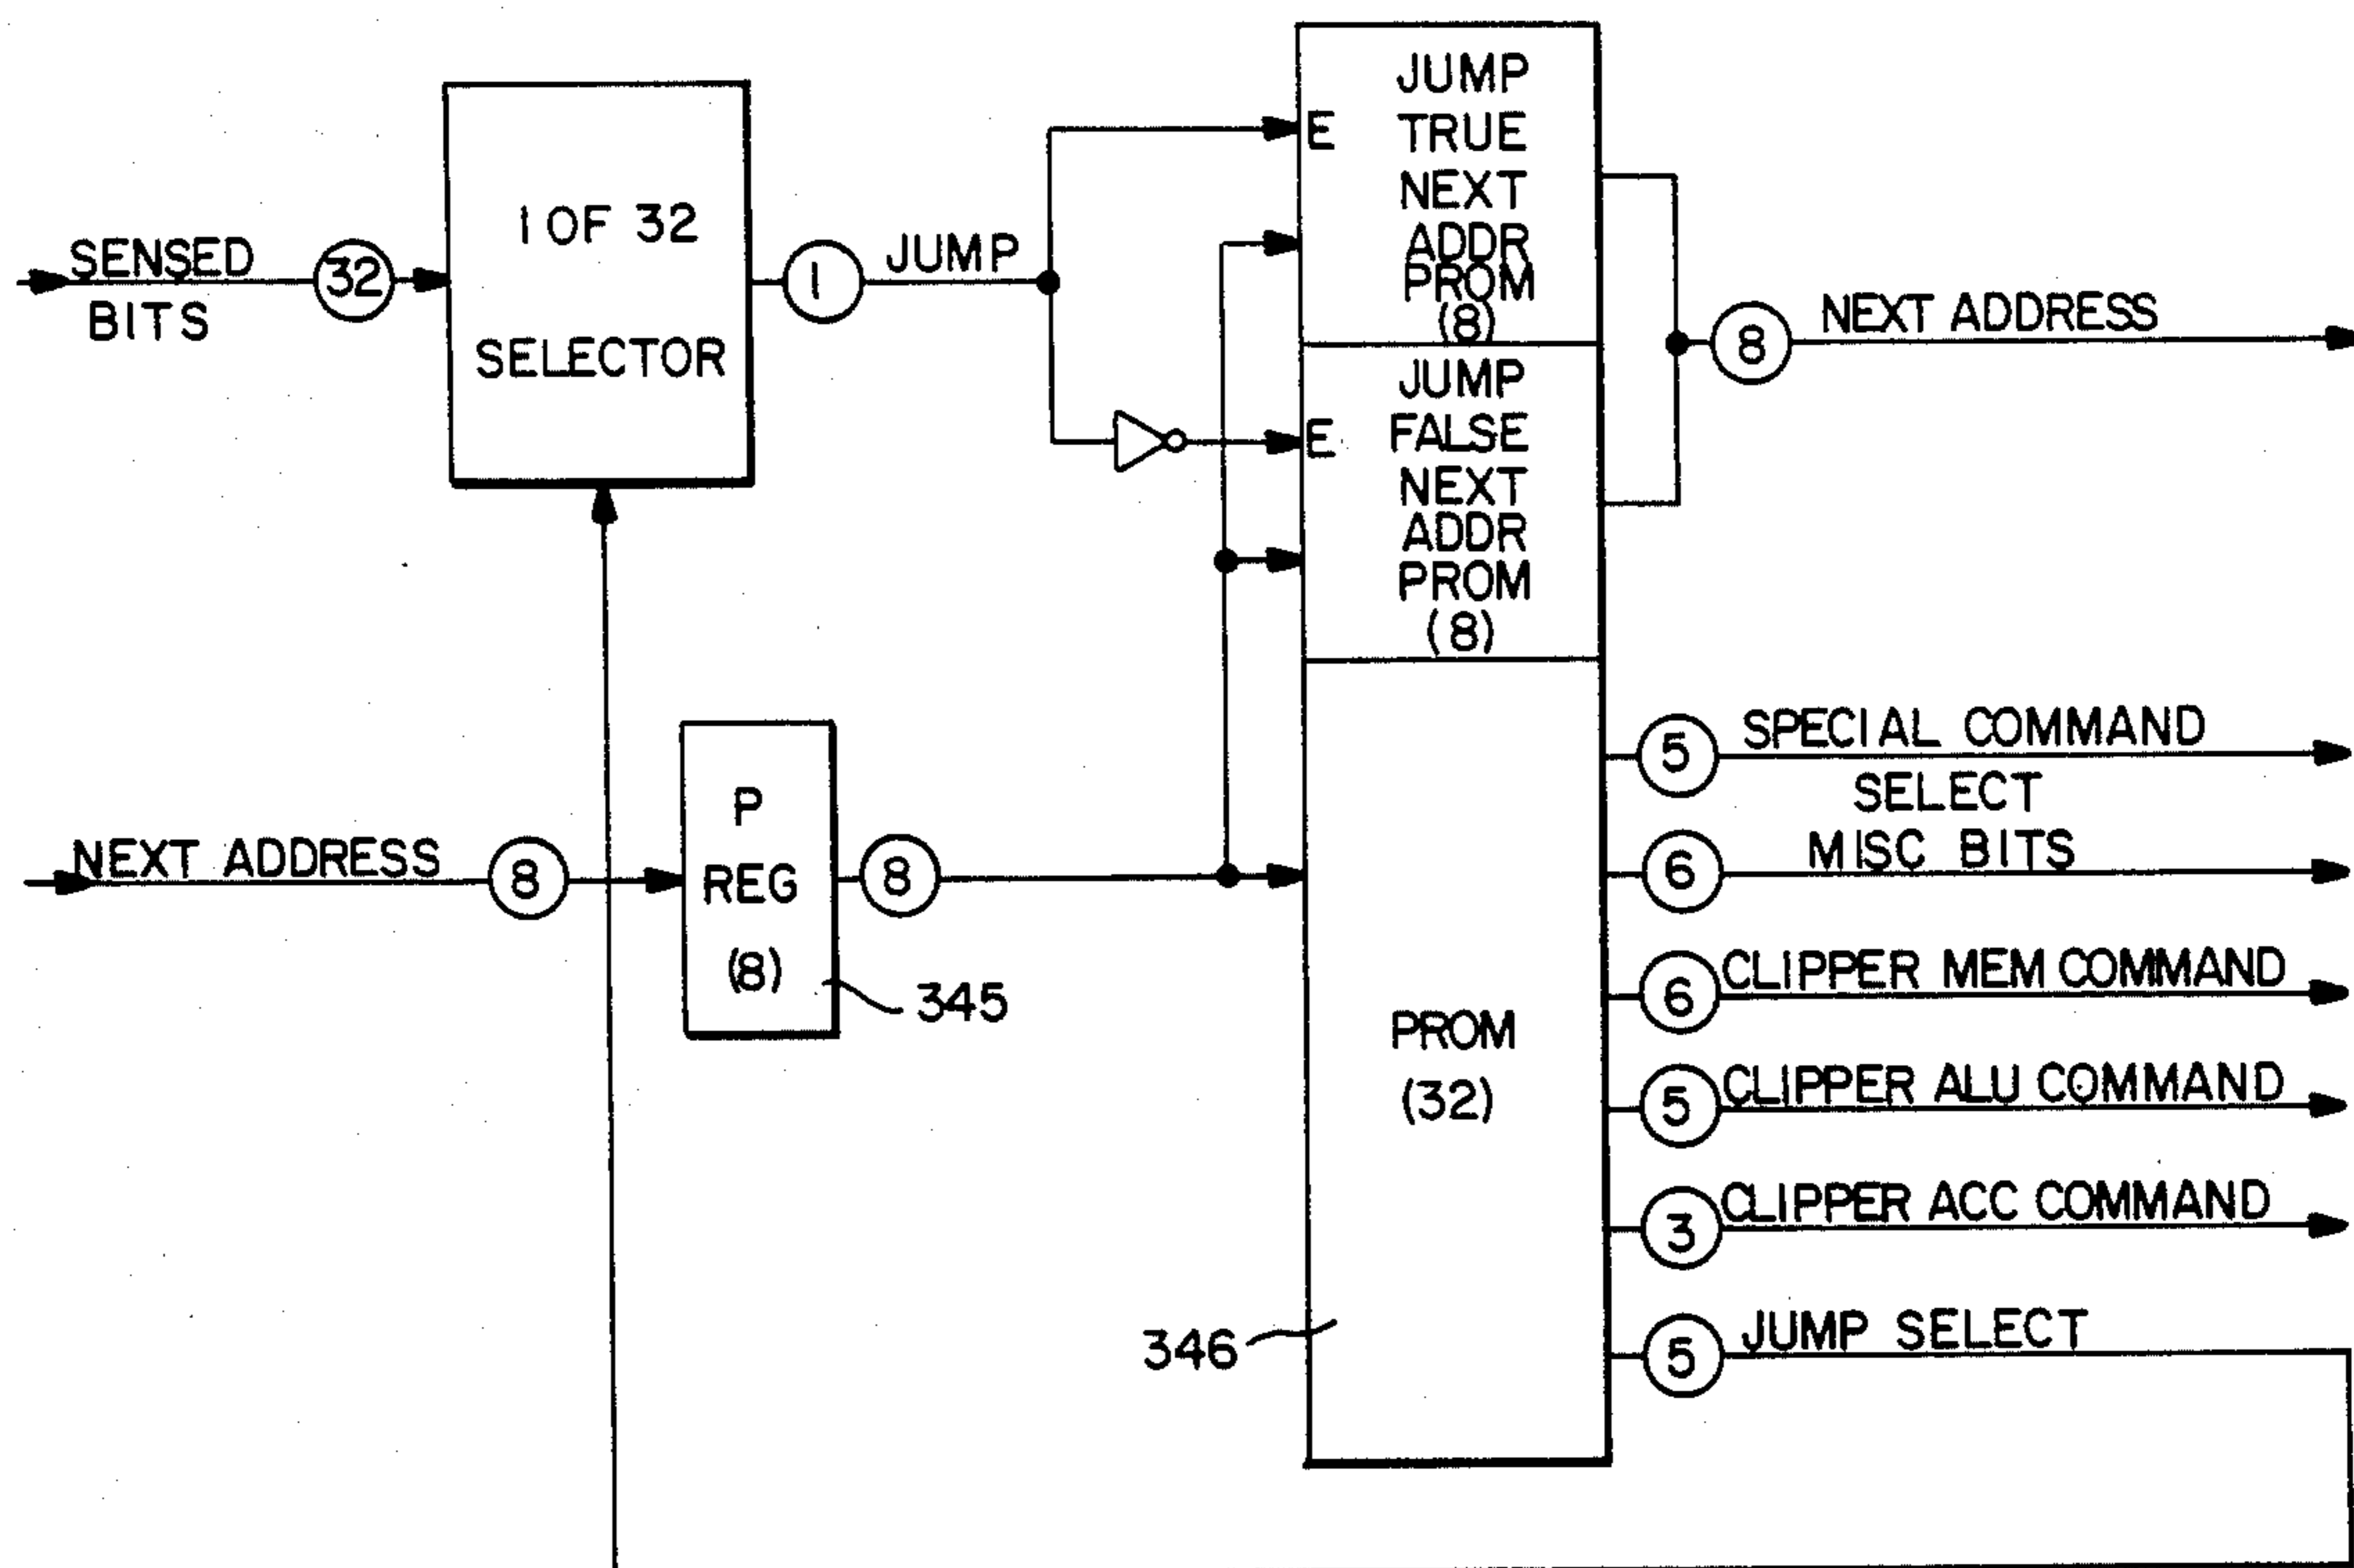 SENSED
BITS
32
1 OF 32
SELECTOR
1
JUMP
E
JUMP
TRUE
NEXT
ADDR
PROM
(8)
E
JUMP
FALSE
NEXT
ADDR
PROM
(8)
8
NEXT ADDRESS
NEXT ADDRESS
8
P
REG
(8)
345
8
PROM
(32)
346
5
SPECIAL COMMAND
SELECT
6
MISC BITS
6
CLIPPER MEM COMMAND
5
CLIPPER ALU COMMAND
3
CLIPPER ACC COMMAND
5
JUMP SELECT